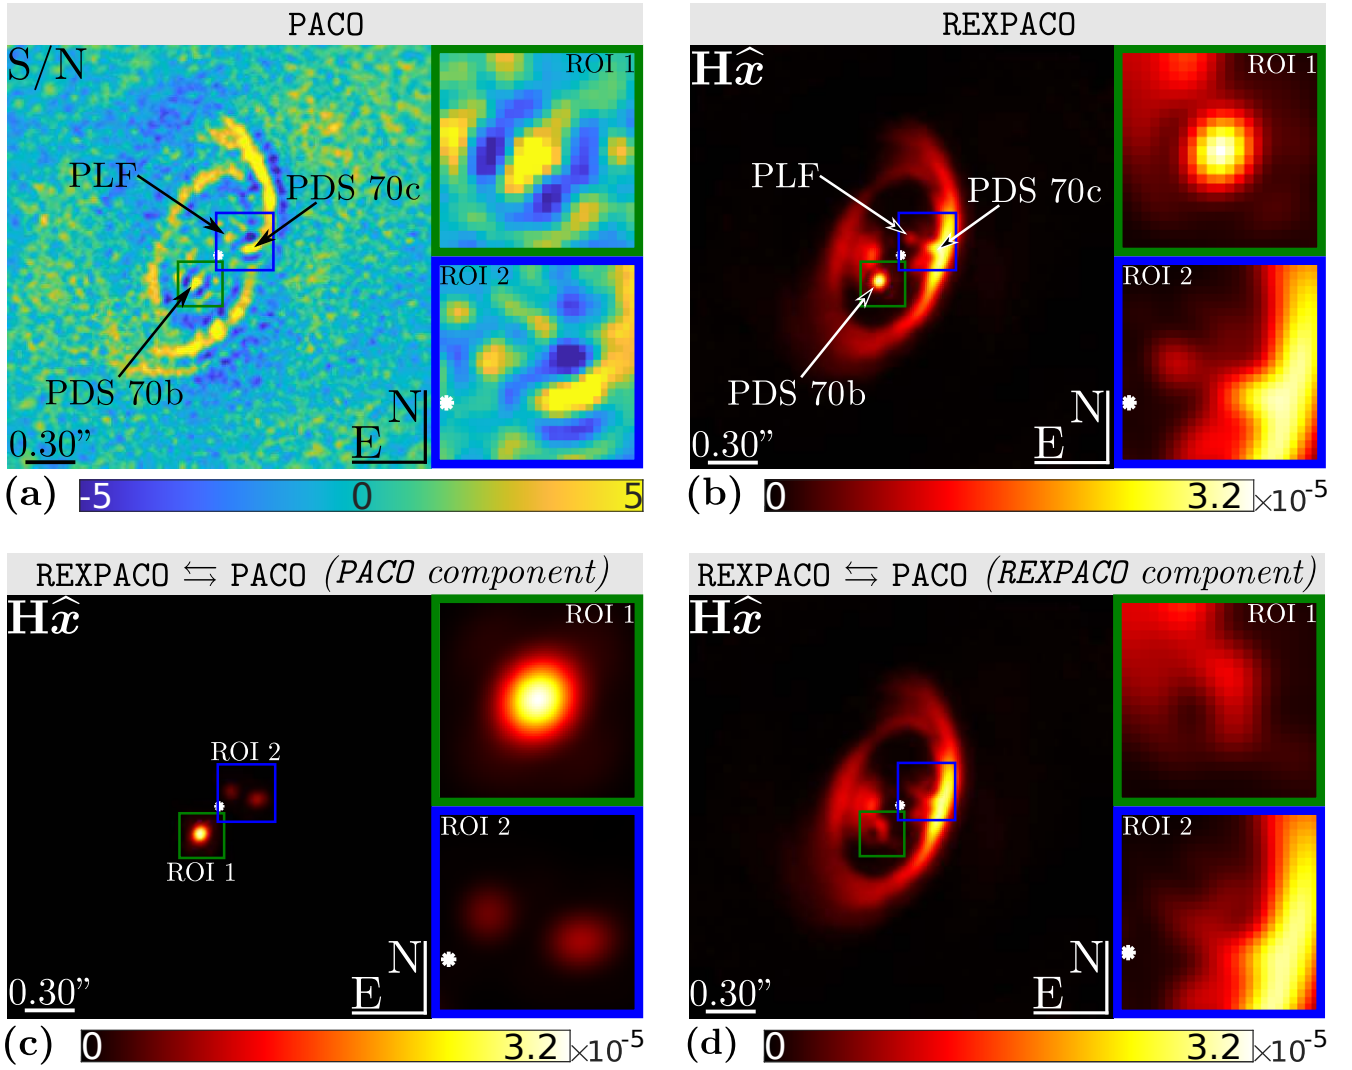 PACO
S/N
ROI 1
PLF
PDS 70c
ROI 2
PDS 70b
N
E
0.30”
(a)
-5 0 5
REXPACO
Hx̂
ROI 1
PLF
PDS 70c
ROI 2
PDS 70b
N
E
0.30”
(b)
0 3.2 ×10⁻⁵
REXPACO ⇆ PACO (PACO component)
Hx̂
ROI 1
ROI 2
ROI 1
ROI 2
N
E
0.30”
(c)
0 3.2 ×10⁻⁵
REXPACO ⇆ PACO (REXPACO component)
Hx̂
ROI 1
ROI 2
N
E
0.30”
(d)
0 3.2 ×10⁻⁵